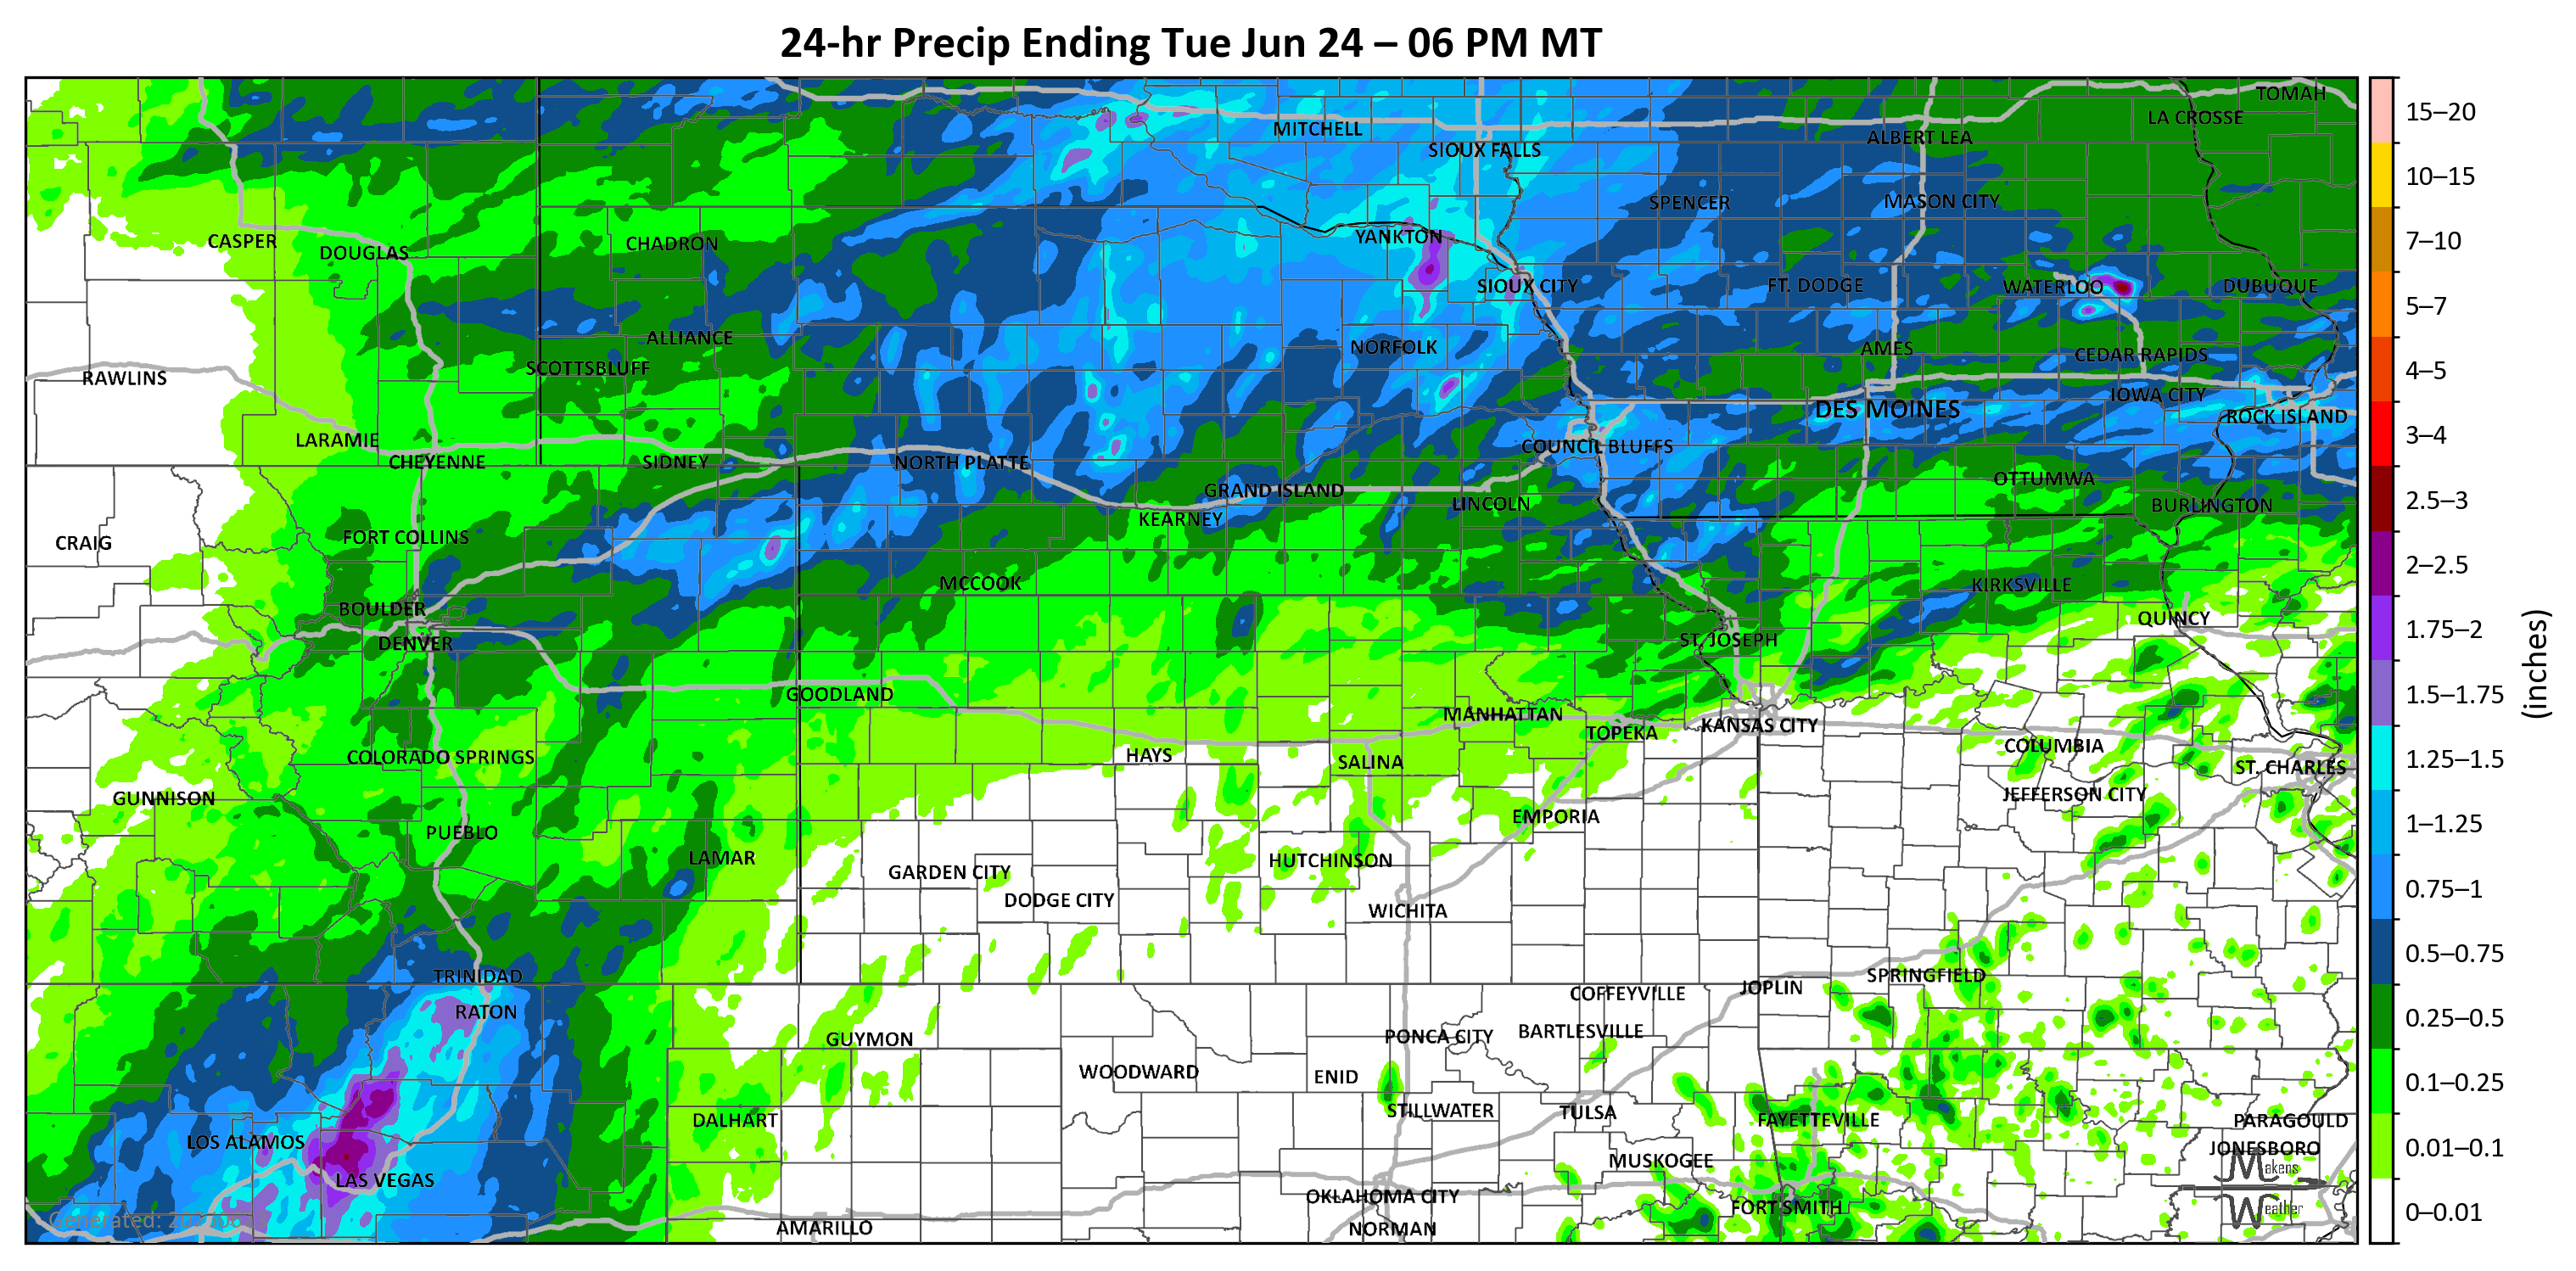 24-hr Precip Ending Tue Jun 24 – 06 PM MT
TOMAH
LA CROSSE
MITCHELL
ALBERT LEA
SIOUX FALLS
SPENCER
MASON CITY
CASPER
DOUGLAS
CHADRON
YANKTON
SIOUX CITY
FT. DODGE
WATERLOO
DUBUQUE
ALLIANCE
NORFOLK
AMES
CEDAR RAPIDS
SCOTTSBLUFF
RAWLINS
IOWA CITY
DES MOINES
ROCK ISLAND
LARAMIE
COUNCIL BLUFFS
CHEYENNE
SIDNEY
NORTH PLATTE
OTTUMWA
GRAND ISLAND
LINCOLN
BURLINGTON
KEARNEY
FORT COLLINS
CRAIG
MCCOOK
KIRKSVILLE
BOULDER
QUINCY
DENVER
ST. JOSEPH
GOODLAND
MANHATTAN
KANSAS CITY
TOPEKA
COLUMBIA
HAYS
COLORADO SPRINGS
SALINA
ST. CHARLES
GUNNISON
JEFFERSON CITY
EMPORIA
PUEBLO
LAMAR
HUTCHINSON
GARDEN CITY
DODGE CITY
WICHITA
TRINIDAD
SPRINGFIELD
JOPLIN
COFFEYVILLE
RATON
BARTLESVILLE
PONCA CITY
GUYMON
WOODWARD
ENID
STILLWATER
TULSA
DALHART
FAYETTEVILLE
PARAGOULD
LOS ALAMOS
JONESBORO
MUSKOGEE
LAS VEGAS
OKLAHOMA CITY
FORT SMITH
AMARILLO
NORMAN
Makens
Weather
Generated:
15–20
10–15
7–10
5–7
4–5
3–4
2.5–3
2–2.5
1.75–2
1.5–1.75
1.25–1.5
1–1.25
0.75–1
0.5–0.75
0.25–0.5
0.1–0.25
0.01–0.1
0–0.01
(inches)